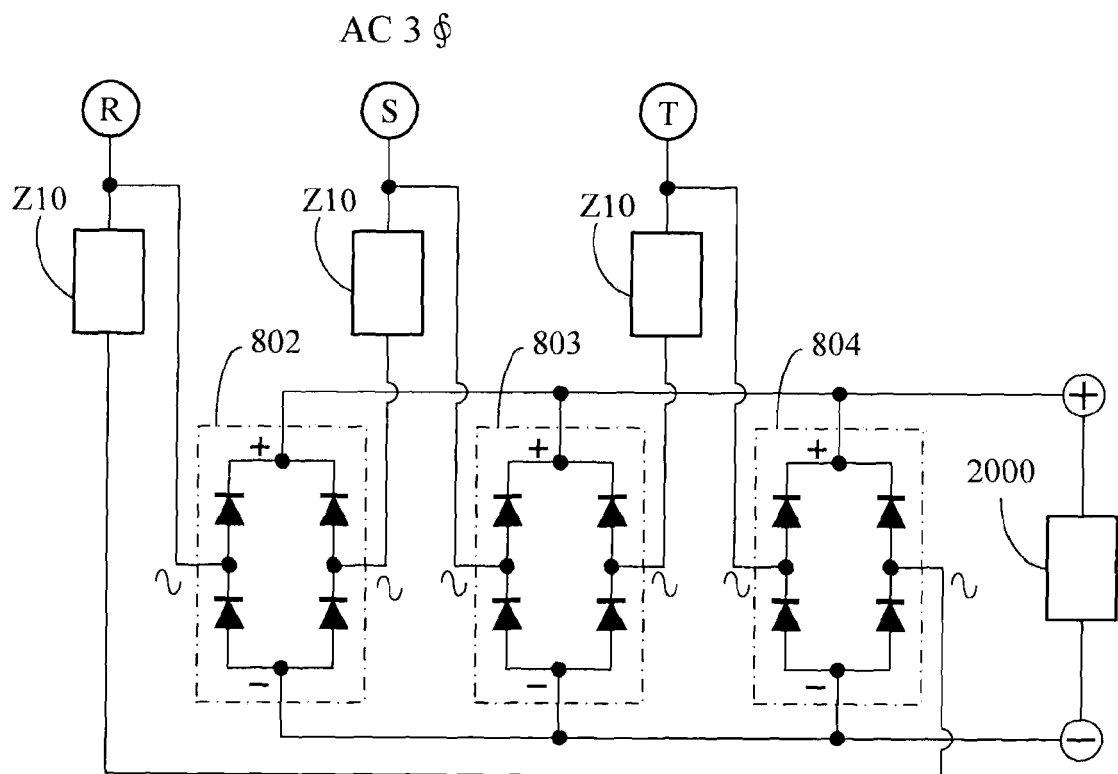 AC 3 ∮
R
S
T
Z10
Z10
Z10
802
803
804
+
+
+
+
2000
∿
∿
∿
∿
∿
∿
−
−
−
−